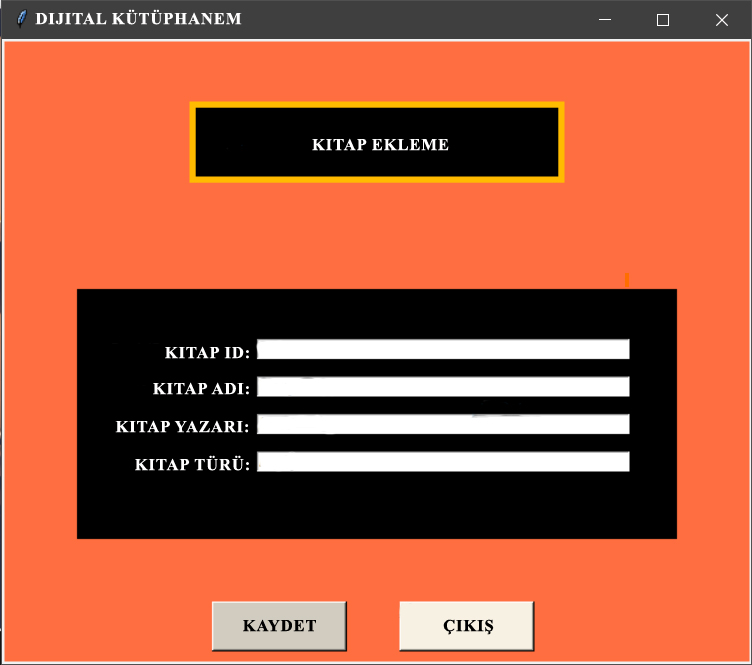 DIJITAL KÜTÜPHANEM
KITAP EKLEME
KITAP ID:
KITAP ADI:
KITAP YAZARI:
KITAP TÜRÜ:
KAYDET
ÇIKIŞ